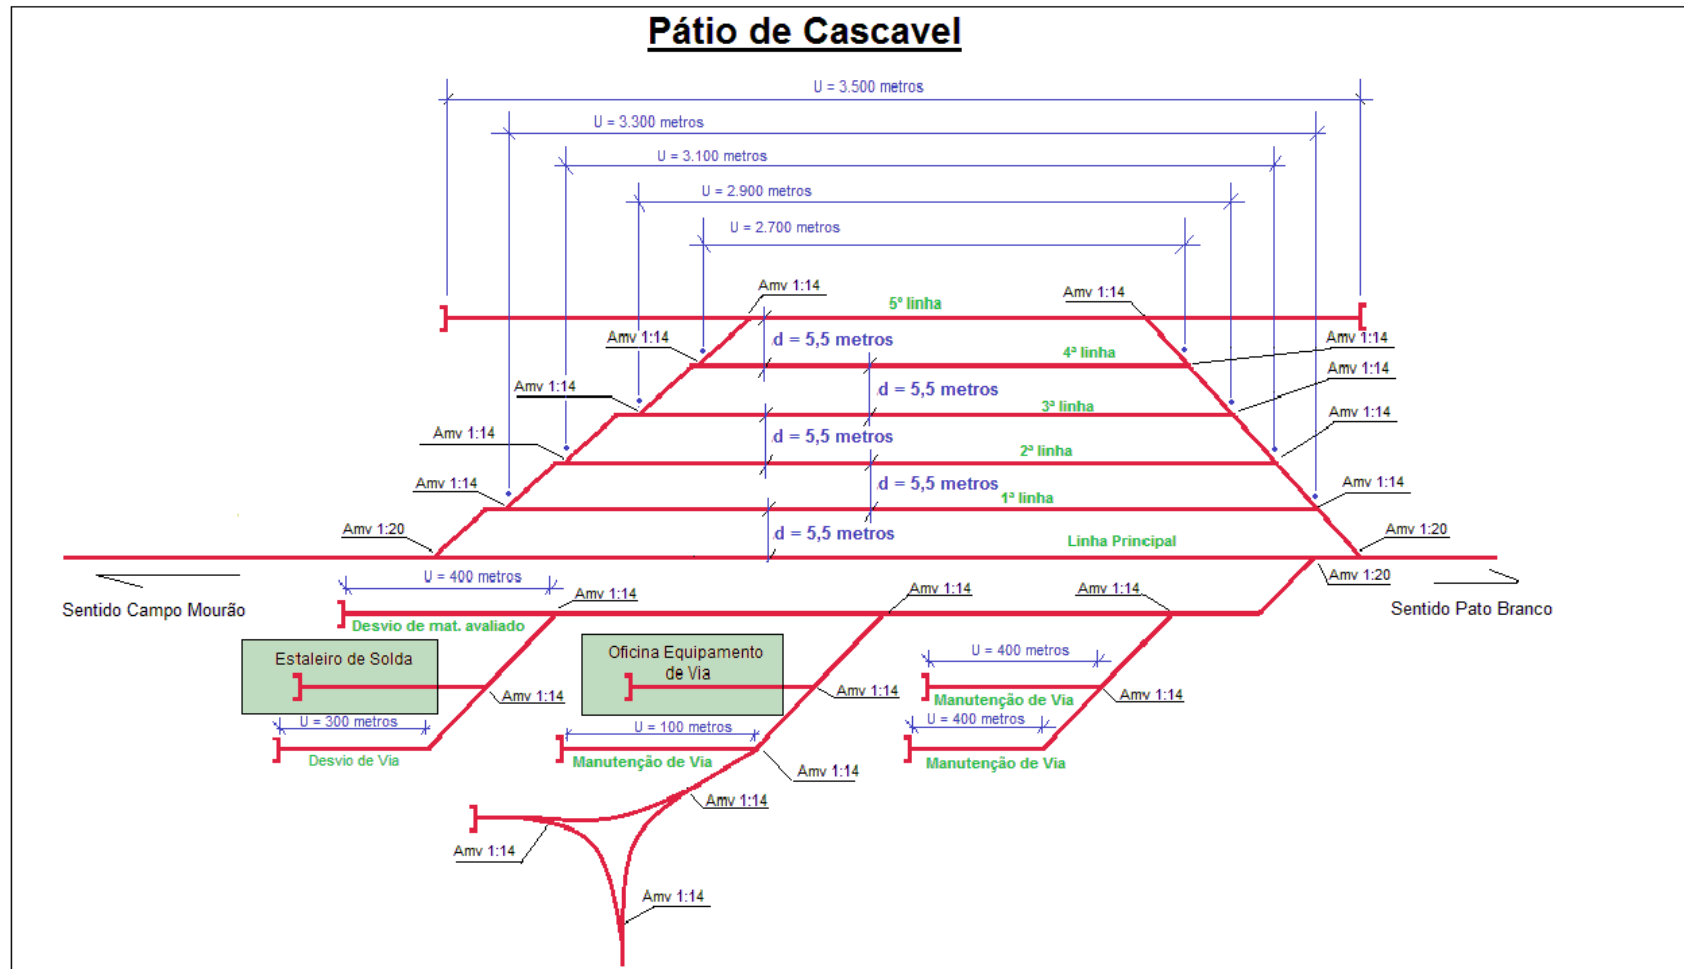 Pátio de Cascavel
U = 3.500 metros
U = 3.300 metros
U = 3.100 metros
U = 2.900 metros
U = 2.700 metros
Amv 1:14
5ª linha
Amv 1:14
Amv 1:14
d = 5,5 metros
4ª linha
Amv 1:14
Amv 1:14
Amv 1:14
d = 5,5 metros
3ª linha
Amv 1:14
Amv 1:14
d = 5,5 metros
2ª linha
Amv 1:14
d = 5,5 metros
1ª linha
Amv 1:14
Amv 1:20
d = 5,5 metros
Linha Principal
Amv 1:20
U = 400 metros
Amv 1:20
Sentido Campo Mourão
Amv 1:14
Amv 1:14
Amv 1:14
Sentido Pato Branco
Desvio de mat. avaliado
Estaleiro de Solda
Oficina Equipamento
de Via
U = 400 metros
Amv 1:14
Amv 1:14
Manutenção de Via
Amv 1:14
U = 300 metros
U = 100 metros
U = 400 metros
Desvio de Via
Manutenção de Via
Manutenção de Via
Amv 1:14
Amv 1:14
Amv 1:14
Amv 1:14